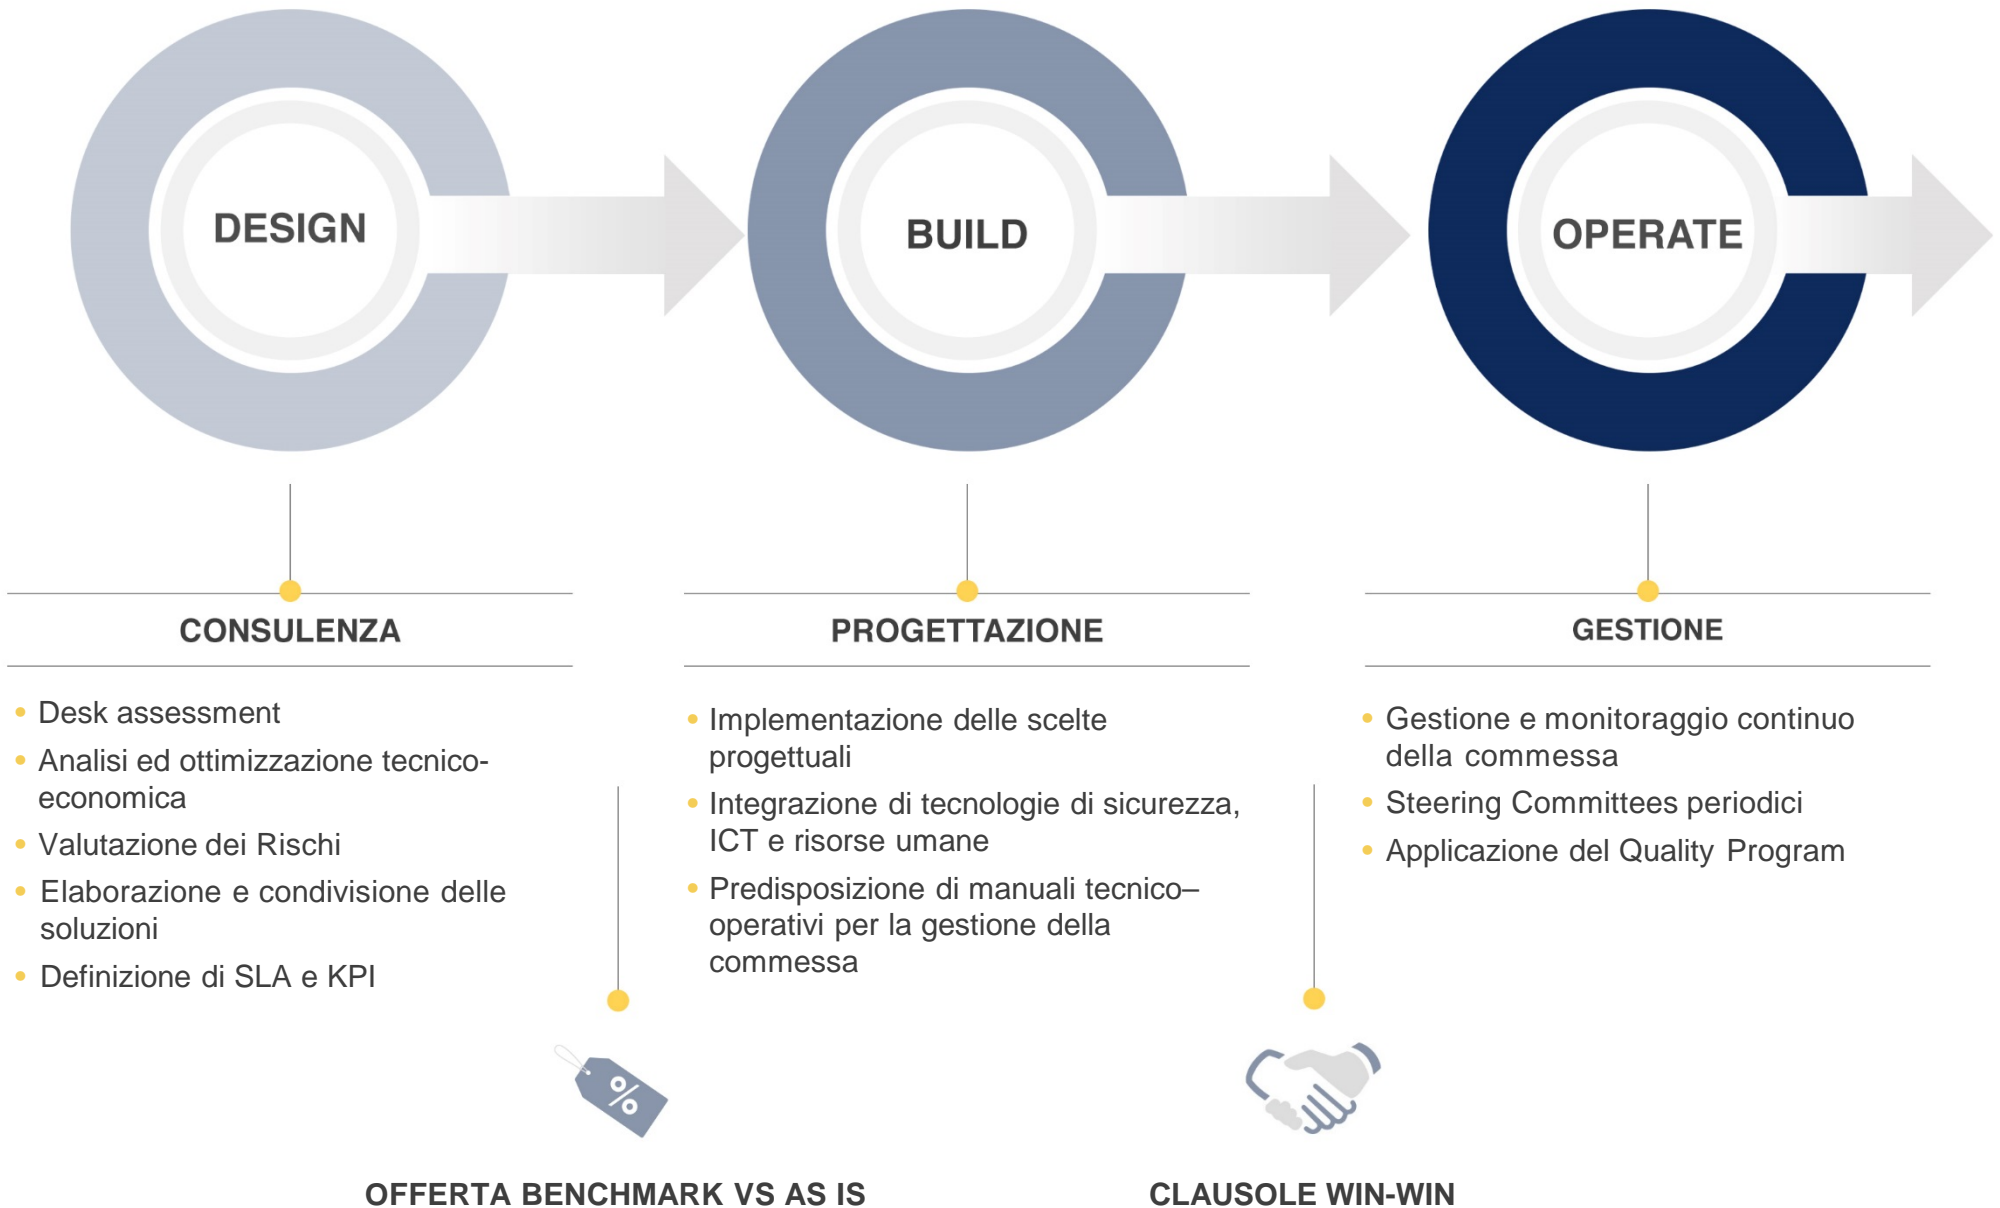 DESIGN
BUILD
OPERATE
CONSULENZA
• Desk assessment
• Analisi ed ottimizzazione tecnico-
economica
• Valutazione dei Rischi
• Elaborazione e condivisione delle
soluzioni
• Definizione di SLA e KPI
PROGETTAZIONE
• Implementazione delle scelte
progettuali
• Integrazione di tecnologie di sicurezza,
ICT e risorse umane
• Predisposizione di manuali tecnico–
operativi per la gestione della
commessa
GESTIONE
• Gestione e monitoraggio continuo
della commessa
• Steering Committees periodici
• Applicazione del Quality Program
%
OFFERTA BENCHMARK VS AS IS
CLAUSOLE WIN-WIN